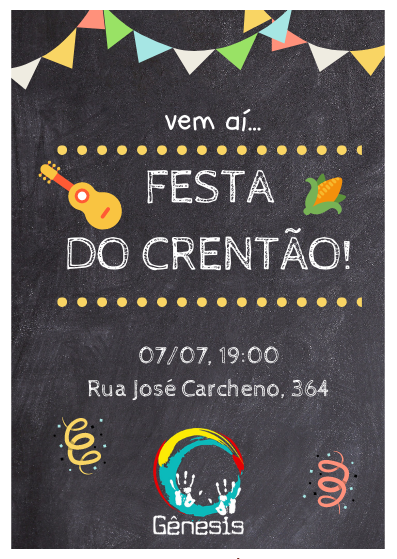 vem aí...
FESTA
DO CRENTÃO!
07/07, 19:00
Rua José Carcheno, 364
Gênesis